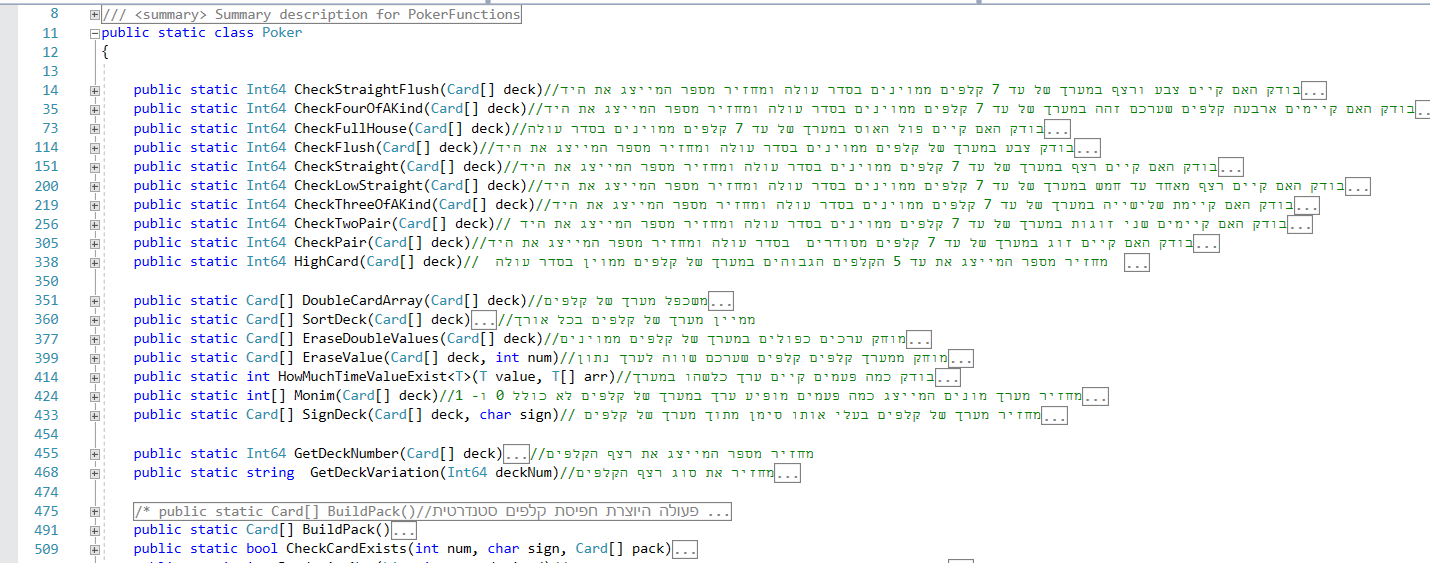 8 /// <summary> Summary description for PokerFunctions
11 public static class Poker
12 {
13
14 public static Int64 CheckStraightFlush(Card[] deck)//בודק האם קיים צבע ורצף במערך של עד 7 קלפים ממוינים בסדר עולה ומחזיר מספר המייצג את היד...
35 public static Int64 CheckFourOfAKind(Card[] deck)//בודק האם קיימים ארבעה קלפים שערכם זהה במערך של עד 7 קלפים ממוינים בסדר עולה ומחזיר מספר המייצג את היד...
73 public static Int64 CheckFullHouse(Card[] deck)//בודק האם קיים פול האוס במערך של עד 7 קלפים ממוינים בסדר עולה...
114 public static Int64 CheckFlush(Card[] deck)//בודק צבע במערך של קלפים ממוינים בסדר עולה ומחזיר מספר המייצג את היד...
151 public static Int64 CheckStraight(Card[] deck)//בודק האם קיים רצף במערך של עד 7 קלפים ממוינים בסדר עולה ומחזיר מספר המייצג את היד...
200 public static Int64 CheckLowStraight(Card[] deck)//בודק האם קיים רצף מאחד עד חמש במערך של עד 7 קלפים ממוינים בסדר עולה ומחזיר מספר המייצג את היד...
219 public static Int64 CheckThreeOfAKind(Card[] deck)//בודק האם קיימת שלישייה במערך של עד 7 קלפים ממוינים בסדר עולה ומחזיר מספר המייצג את היד...
256 public static Int64 CheckTwoPair(Card[] deck)// בודק האם קיימים שני זוגות במערך של עד 7 קלפים ממוינים בסדר עולה ומחזיר מספר המייצג את היד...
305 public static Int64 CheckPair(Card[] deck)//בודק האם קיים זוג במערך של עד 7 קלפים מסודרים  בסדר עולה ומחזיר מספר המייצג את היד...
338 public static Int64 HighCard(Card[] deck)//  מחזיר מספר המייצג את עד 5 הקלפים הגבוהים במערך של קלפים ממוין בסדר עולה  ...
350
351 public static Card[] DoubleCardArray(Card[] deck)//משכפל מערך של קלפים...
360 public static Card[] SortDeck(Card[] deck)...//ממיין מערך של קלפים בכל אורך
377 public static Card[] EraseDoubleValues(Card[] deck)//מוחק ערכים כפולים במערך של קלפים ממוינים...
399 public static Card[] EraseValue(Card[] deck, int num)//מוחק ממערך קלפים קלפים שערכם שווה לערך נתון...
414 public static int HowMuchTimeValueExist<T>(T value, T[] arr)//בודק כמה פעמים קיים ערך כלשהו במערך...
424 public static int[] Monim(Card[] deck)//מחזיר מערך מונים המייצג כמה פעמים מופיע ערך במערך של קלפים לא כולל 0 ו- 1...
433 public static Card[] SignDeck(Card[] deck, char sign)// מחזיר מערך של קלפים בעלי אותו סימן מתוך מערך של קלפים...
454
455 public static Int64 GetDeckNumber(Card[] deck)...//מחזיר מספר המייצג את רצף הקלפים
468 public static string  GetDeckVariation(Int64 deckNum)//מחזיר את סוג רצף הקלפים...
474
475 /* public static Card[] BuildPack()//פעולה היוצרת חפיסת קלפים סטנדרטית ...
491 public static Card[] BuildPack()...
509 public static bool CheckCardExists(int num, char sign, Card[] pack)...